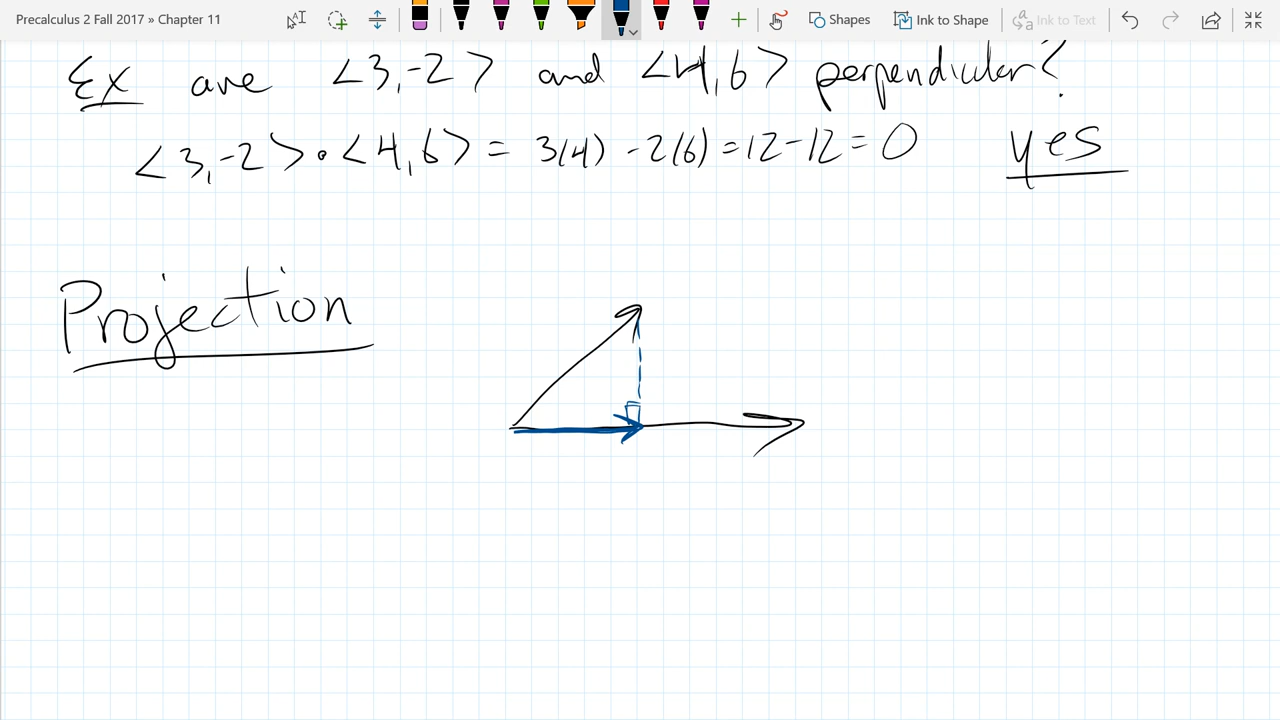 Precalculus 2 Fall 2017 » Chapter 11
Shapes
Ink to Shape
Ink to Text
Ex are <3,-2> and <4,6> perpendicular?
<3,-2> • <4,6> = 3(4) -2(6) = 12-12 = 0 yes
Projection